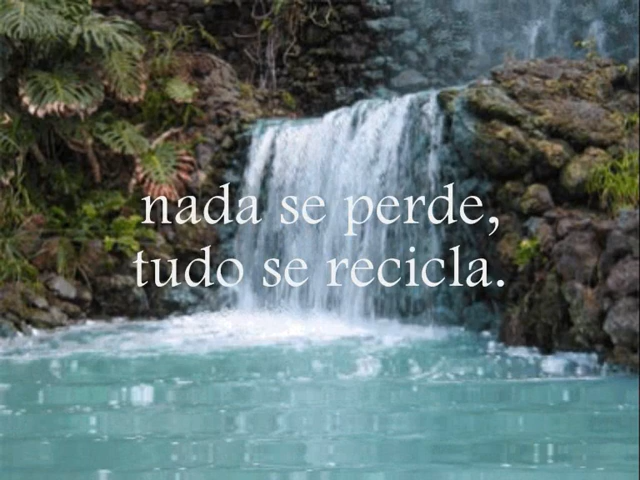 nada se perde,
tudo se recicla.